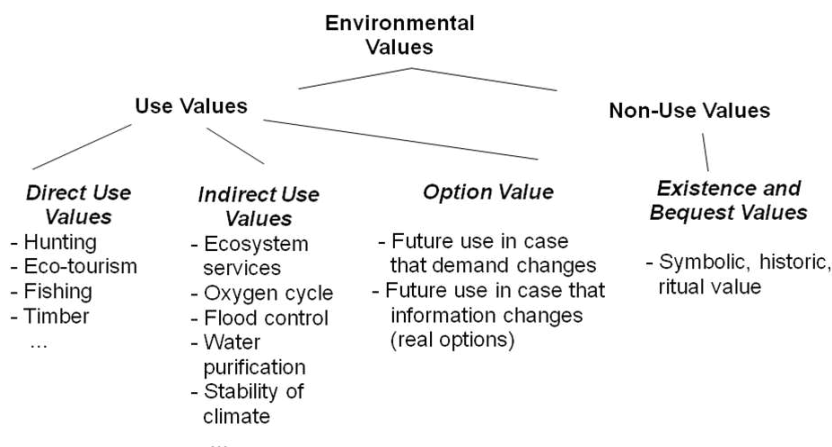 Environmental
Values
Use Values
Non-Use Values
Direct Use
Values
- Hunting
- Eco-tourism
- Fishing
- Timber
...
Indirect Use
Values
- Ecosystem
services
- Oxygen cycle
- Flood control
- Water
purification
- Stability of
climate
...
Option Value
- Future use in case
that demand changes
- Future use in case that
information changes
(real options)
Existence and
Bequest Values
- Symbolic, historic,
ritual value